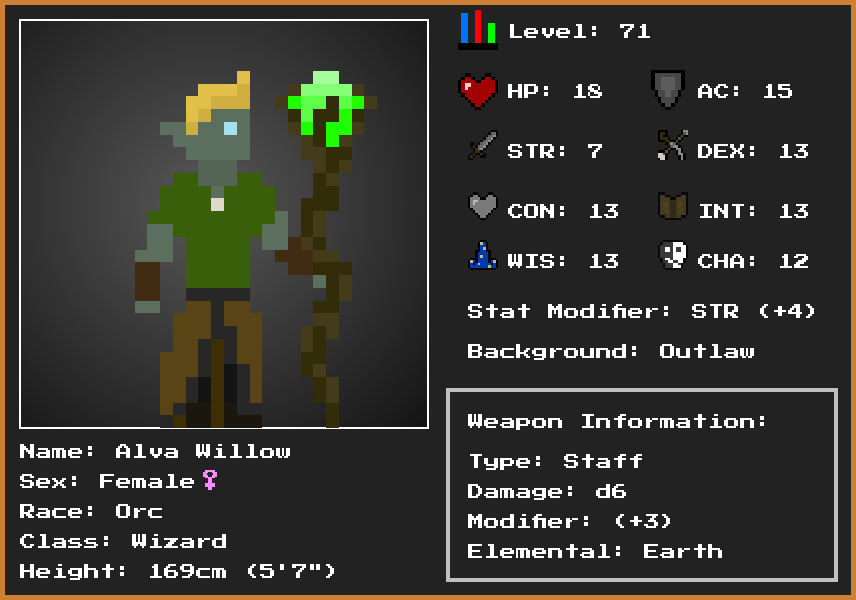 Level: 71
HP: 18
AC: 15
STR: 7
DEX: 13
CON: 13
INT: 13
WIS: 13
CHA: 12
Stat Modifier: STR (+4)
Background: Outlaw
Weapon Information:
Type: Staff
Damage: d6
Modifier: (+3)
Elemental: Earth
Name: Alva Willow
Sex: Female♀
Race: Orc
Class: Wizard
Height: 169cm (5'7")